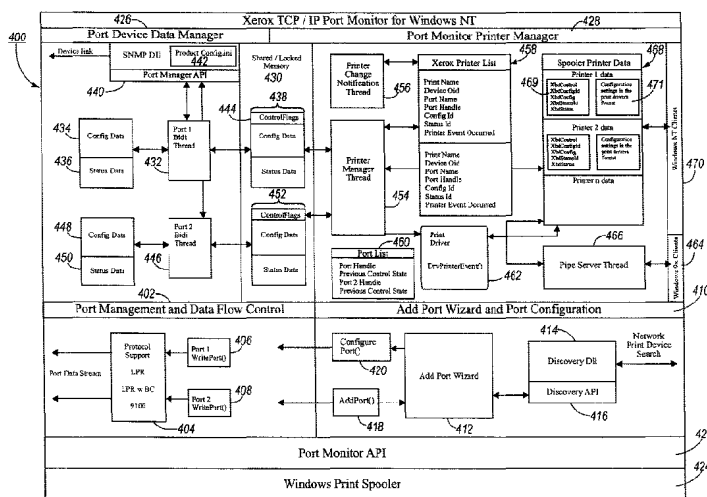 Xerox TCP / IP Port Monitor for Windows NT
426
428
400
Port Device Data Manager
Port Monitor Printer Manager
Device link
SNMP Dll
Product Config.ini
442
Port Manager API
440
Shared / Locked
Memory
430
444
438
ControlFlags
Config Data
Status Data
434
Config Data
436
Status Data
Port 1
Bidi
Thread
432
452
ControlFlags
Config Data
Status Data
448
Config Data
450
Status Data
Port 2
Bidi
Thread
446
Printer
Change
Notification
Thread
456
Printer
Manager
Thread
454
Xerox Printer List
458
Print Name
Device Oid
Port Name
Port Handle
Config Id
Status Id
Printer Event Occurred
Print Name
Device Oid
Port Name
Port Handle
Config Id
Status Id
Printer Event Occurred
Spooler Printer Data
468
Printer 1 data
469
471
Configuration
settings in the
print drivers
format
Printer 2 data
Configuration
settings in the
print drivers
format
Printer n data
Windows NT Clients
470
Windows 9x Clients
464
460
Port List
Port Handle
Previous Control State
Port 2 Handle
Previous Control State
Print
Driver
DrvPrinterEvent()
462
466
Pipe Server Thread
402
410
Port Management and Data Flow Control
Add Port Wizard and Port Configuration
Port Data Stream
Protocol
Support
LPR
LPR w BC
9100
404
406
Port 1
WritePort()
408
Port 2
WritePort()
Configure
Port()
420
AddPort()
418
Add Port Wizard
412
414
Discovery Dll
Discovery API
416
Network
Print Device
Search
Port Monitor API
Windows Print Spooler
424